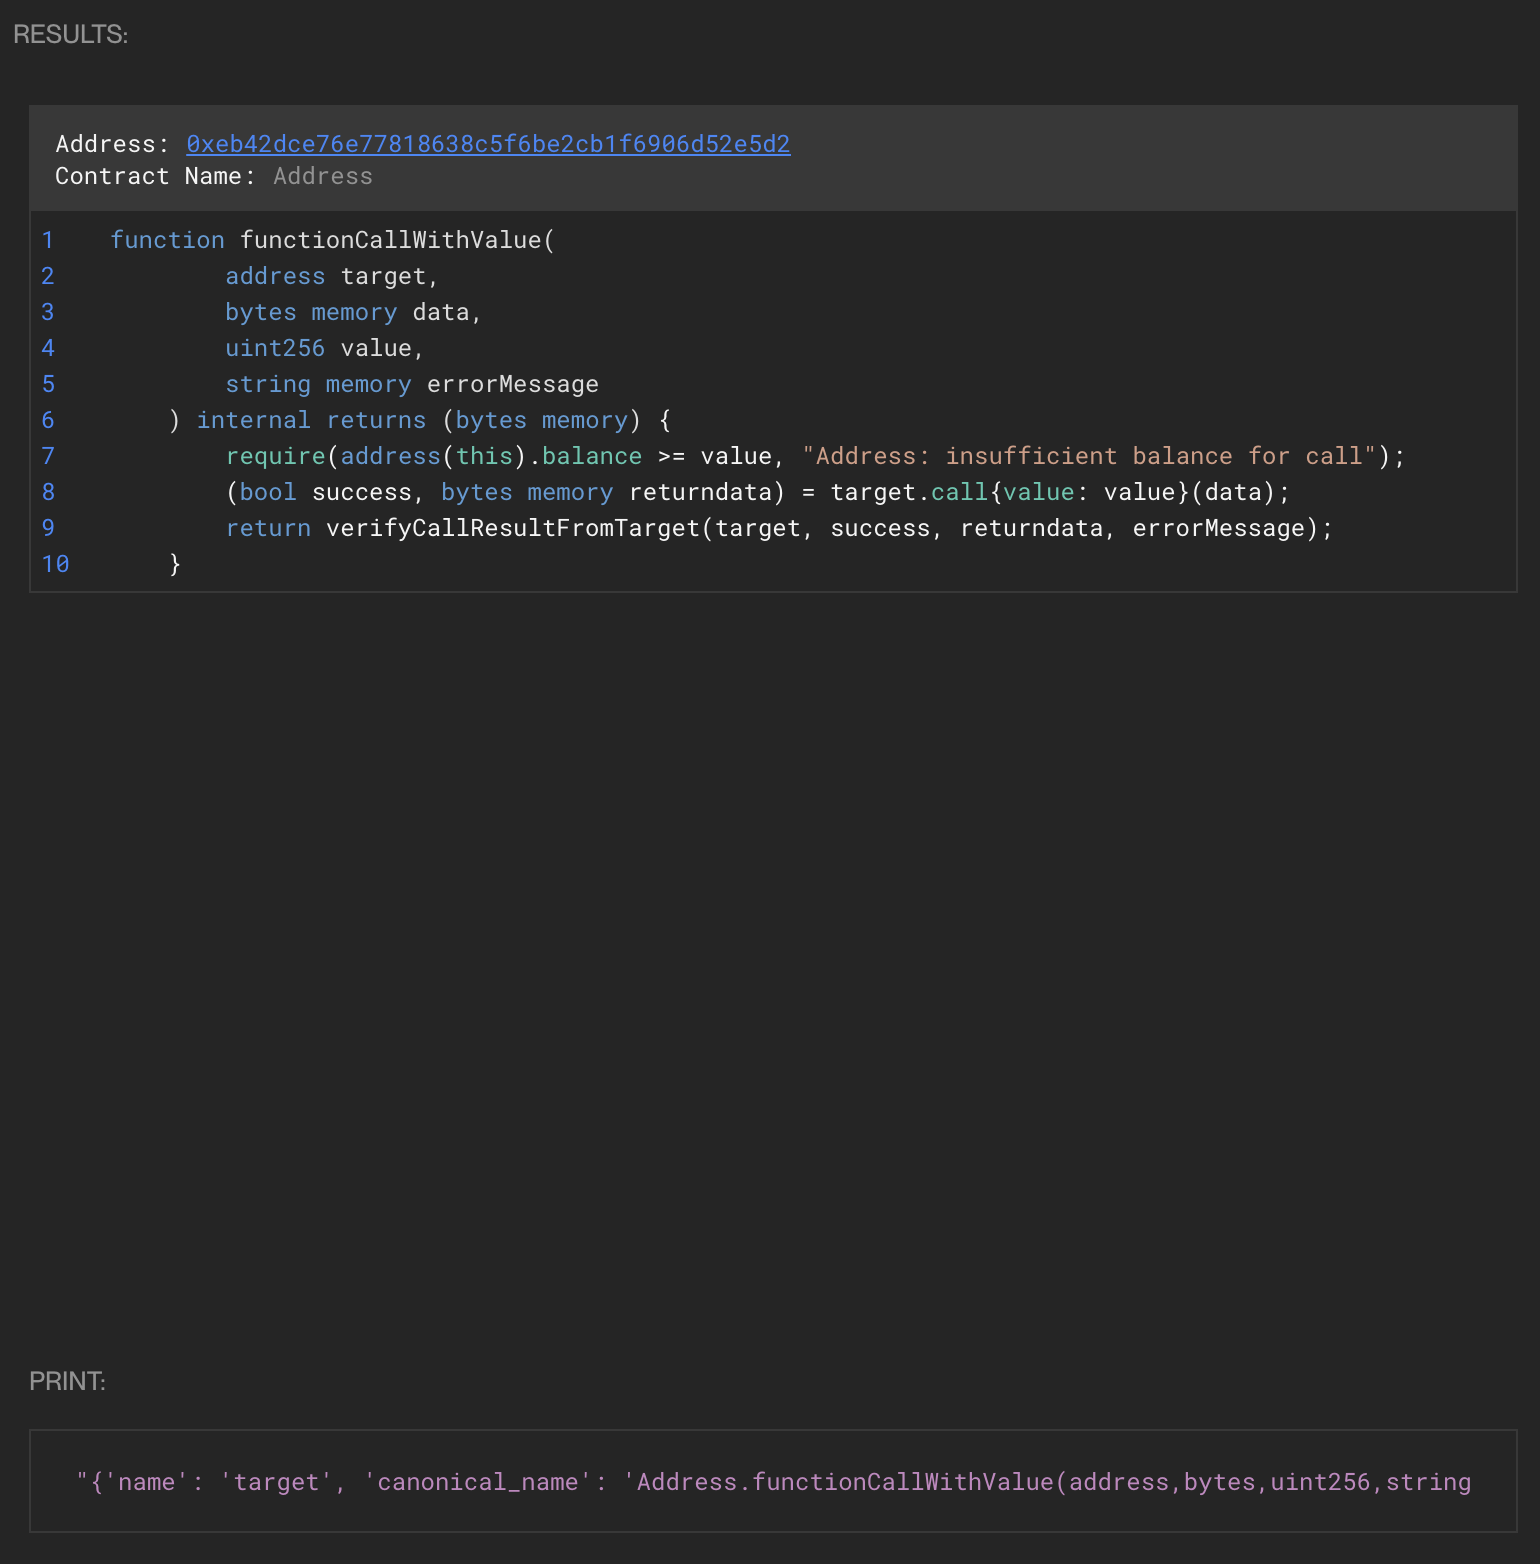 RESULTS:
Address: 0xeb42dce76e77818638c5f6be2cb1f6906d52e5d2
Contract Name: Address
1    function functionCallWithValue(
2            address target,
3            bytes memory data,
4            uint256 value,
5            string memory errorMessage
6        ) internal returns (bytes memory) {
7            require(address(this).balance >= value, "Address: insufficient balance for call");
8            (bool success, bytes memory returndata) = target.call{value: value}(data);
9            return verifyCallResultFromTarget(target, success, returndata, errorMessage);
10       }
PRINT:
"{'name': 'target', 'canonical_name': 'Address.functionCallWithValue(address,bytes,uint256,string